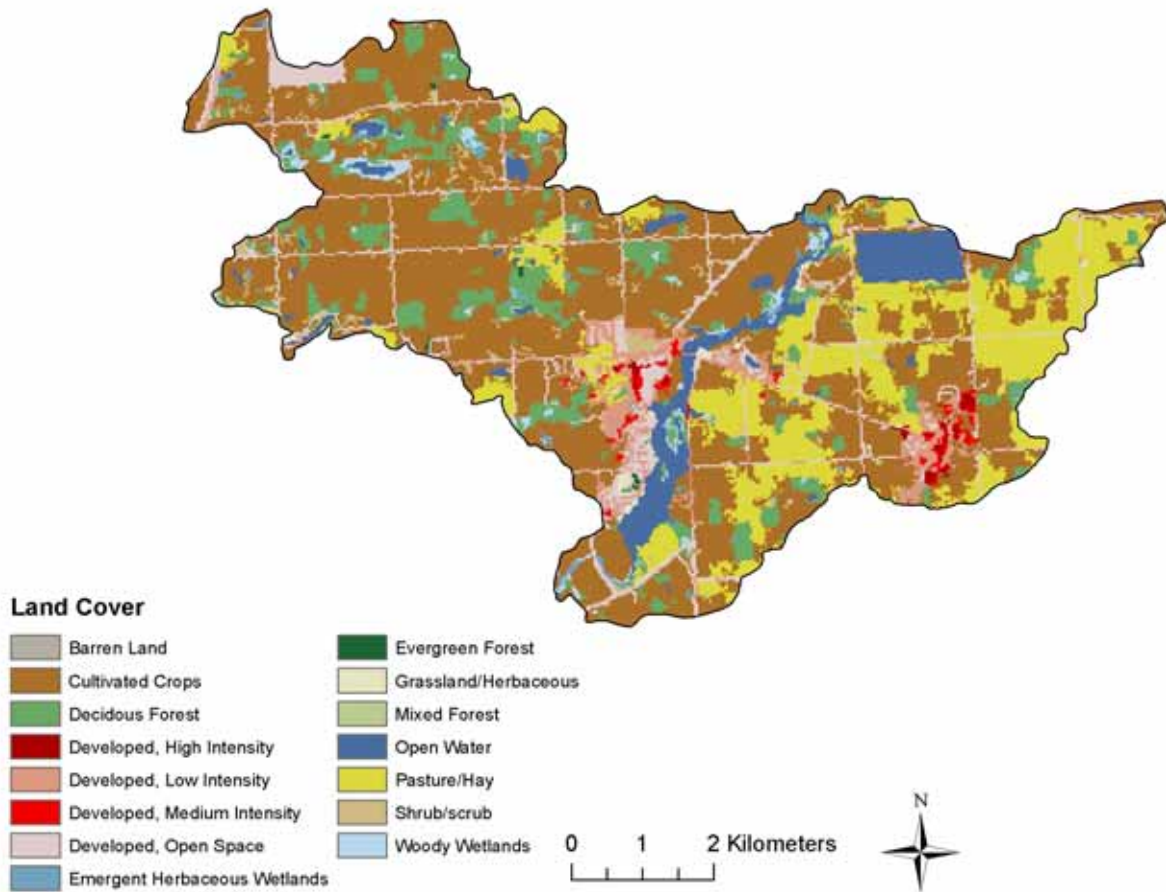 Land Cover
Barren Land
Cultivated Crops
Decidous Forest
Developed, High Intensity
Developed, Low Intensity
Developed, Medium Intensity
Developed, Open Space
Emergent Herbaceous Wetlands
Evergreen Forest
Grassland/Herbaceous
Mixed Forest
Open Water
Pasture/Hay
Shrub/scrub
Woody Wetlands
0 1 2 Kilometers
N